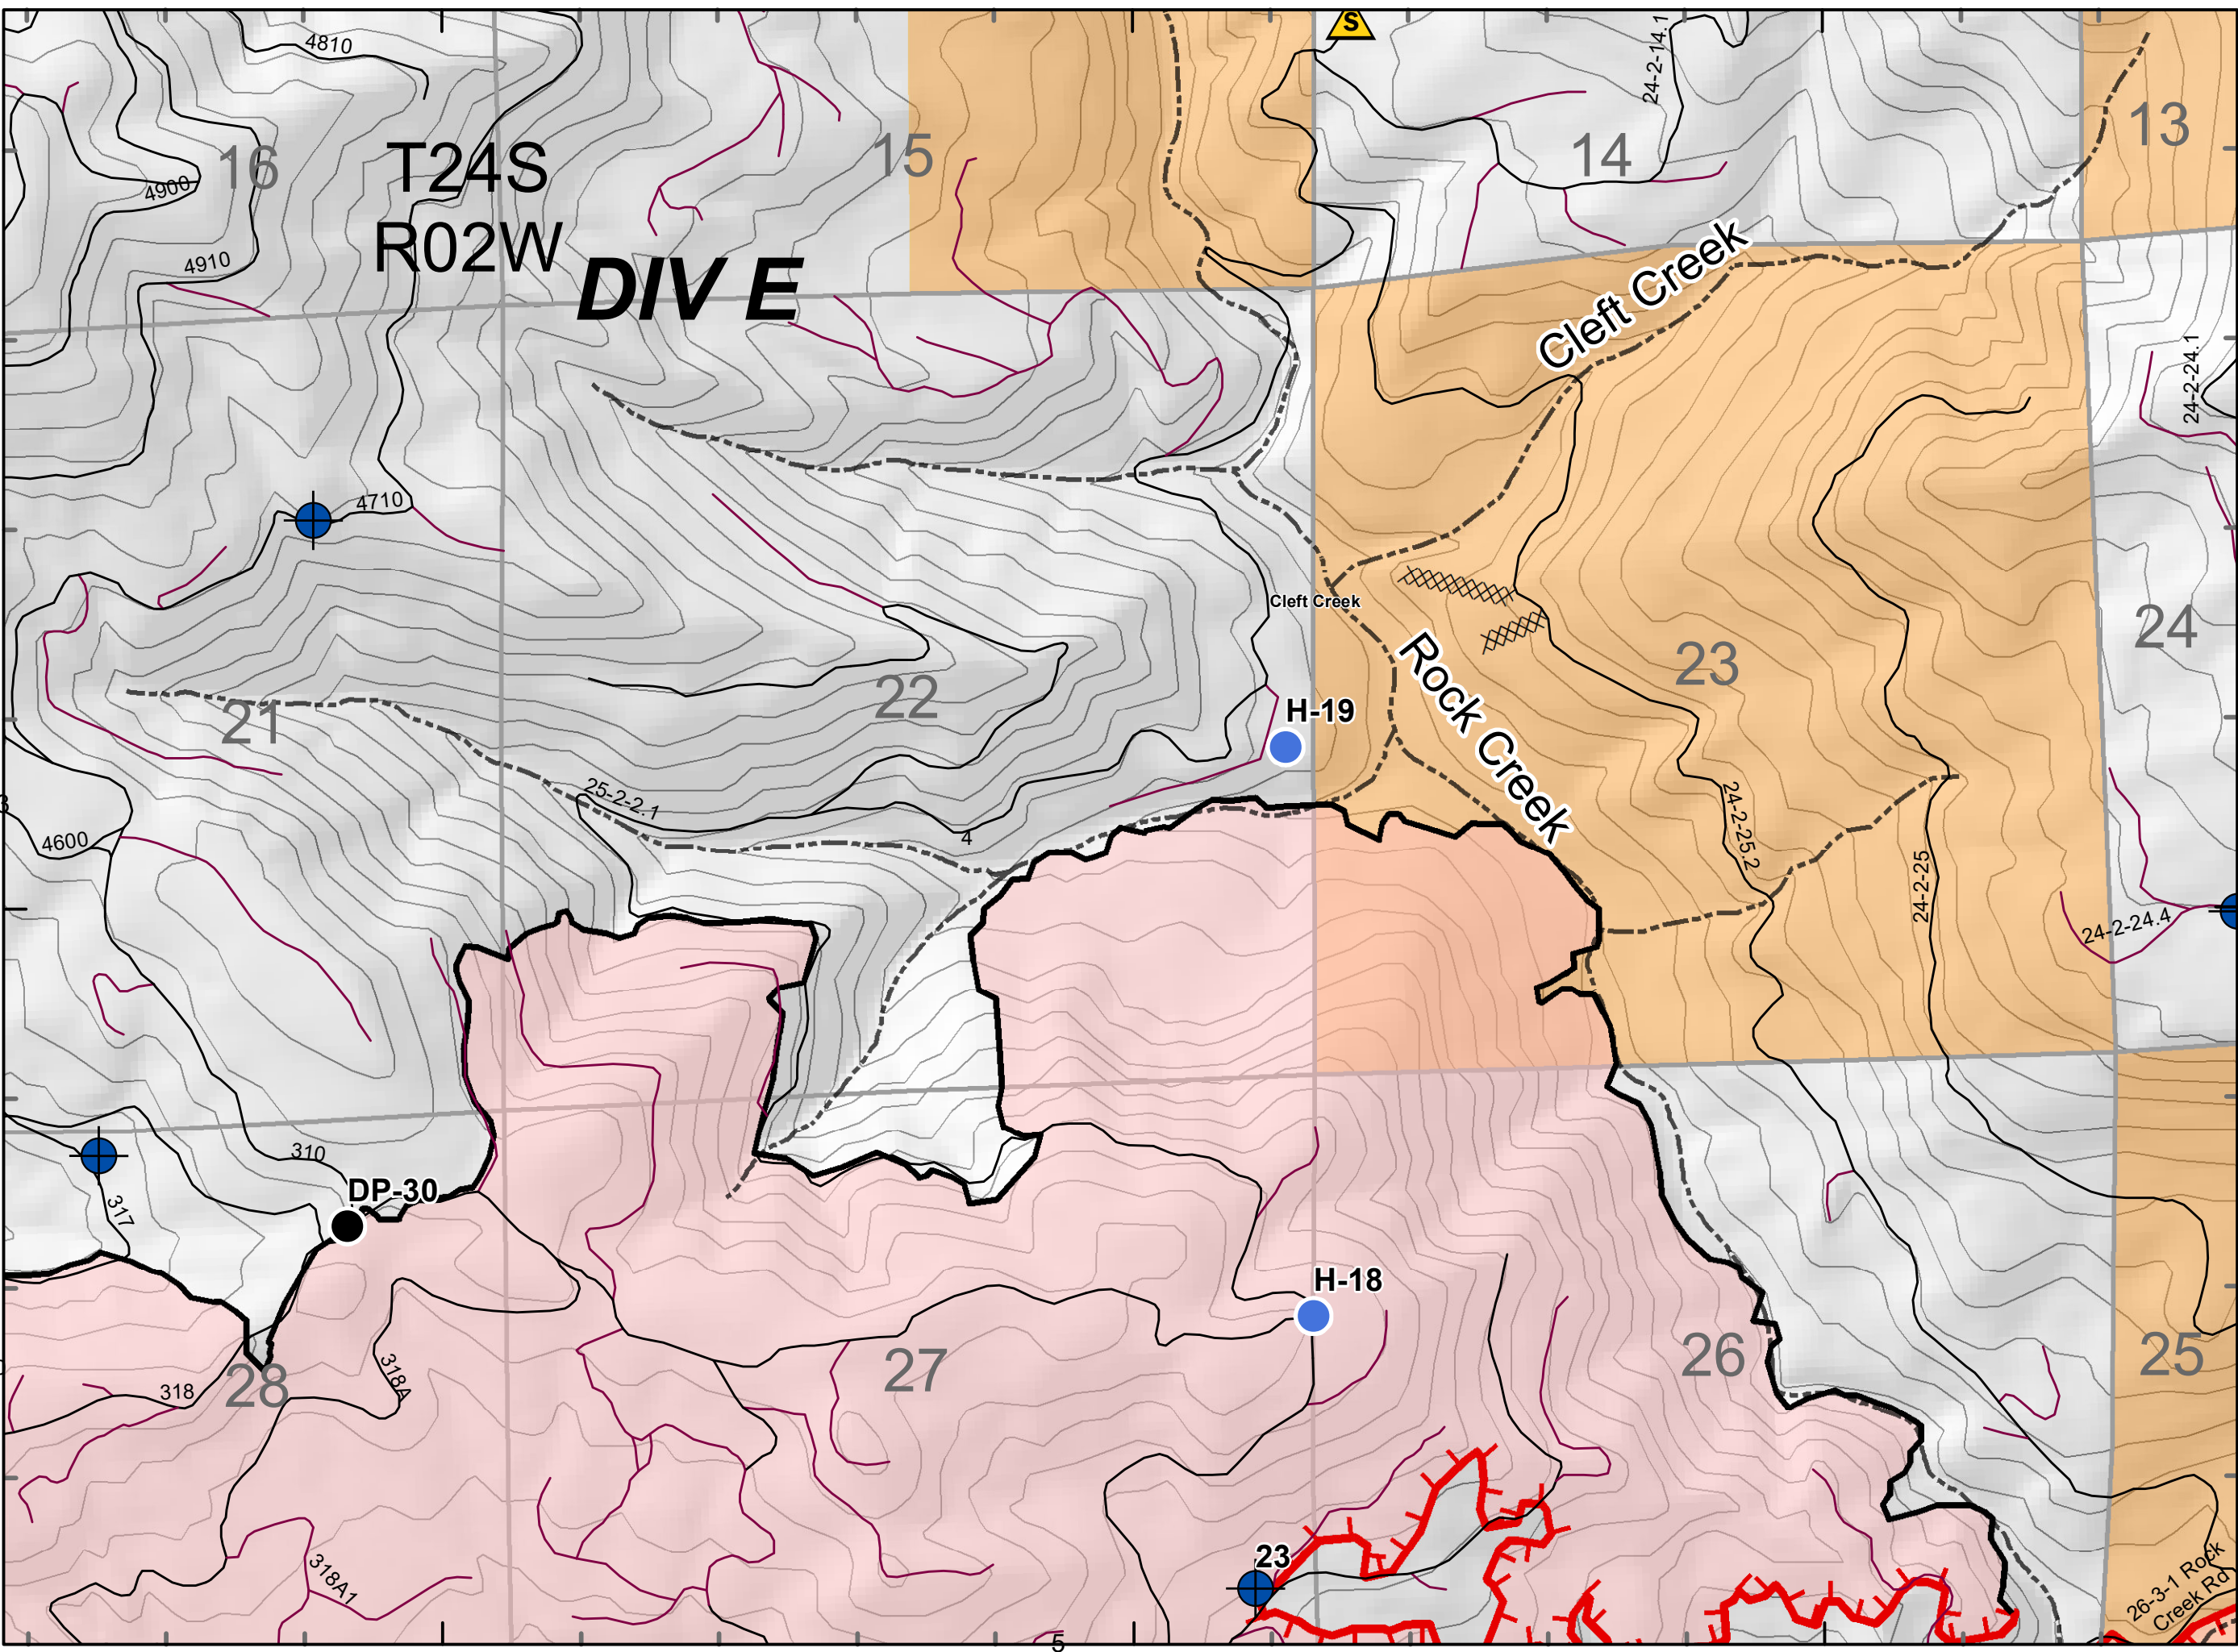 S
4810
24-2-14.1
13
16
T24S
15
14
4900
R02W
Cleft Creek
4910
DIV E
24-2-24.1
4710
Cleft Creek
24
Rock Creek
23
21
22
H-19
25-2-2.1
24-2-25.2
3
4600
4
24-2-25
24-2-24.4
310
DP-30
317
H-18
26
25
28
318A
27
318
23
318A1
26-3-1 Rock
Creek Rd
5